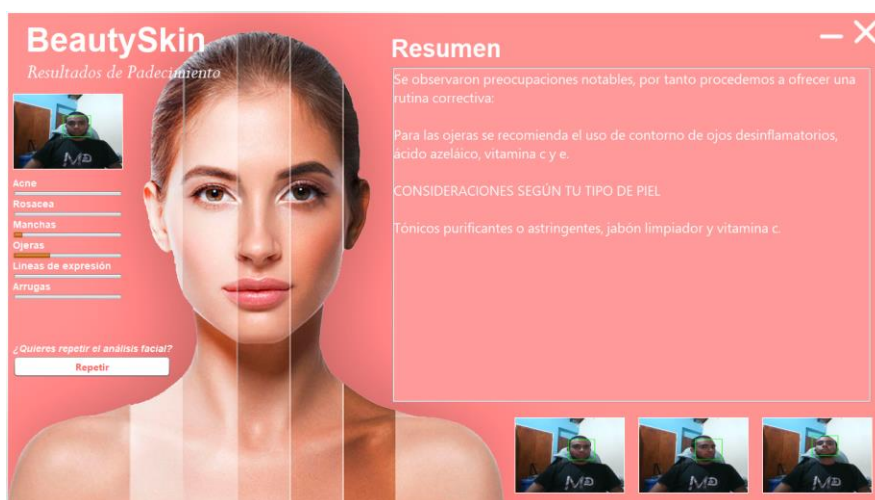 BeautySkin
Resultados de Padecimiento
Acne
Rosacea
Manchas
Ojeras
Lineas de expresión
Arrugas
¿Quieres repetir el análisis facial?
Repetir
Resumen
Se observaron preocupaciones notables, por tanto procedemos a ofrecer una
rutina correctiva:
Para las ojeras se recomienda el uso de contorno de ojos desinflamatorios,
ácido azeláico, vitamina c y e.
CONSIDERACIONES SEGÚN TU TIPO DE PIEL
Tónicos purificantes o astringentes, jabón limpiador y vitamina c.